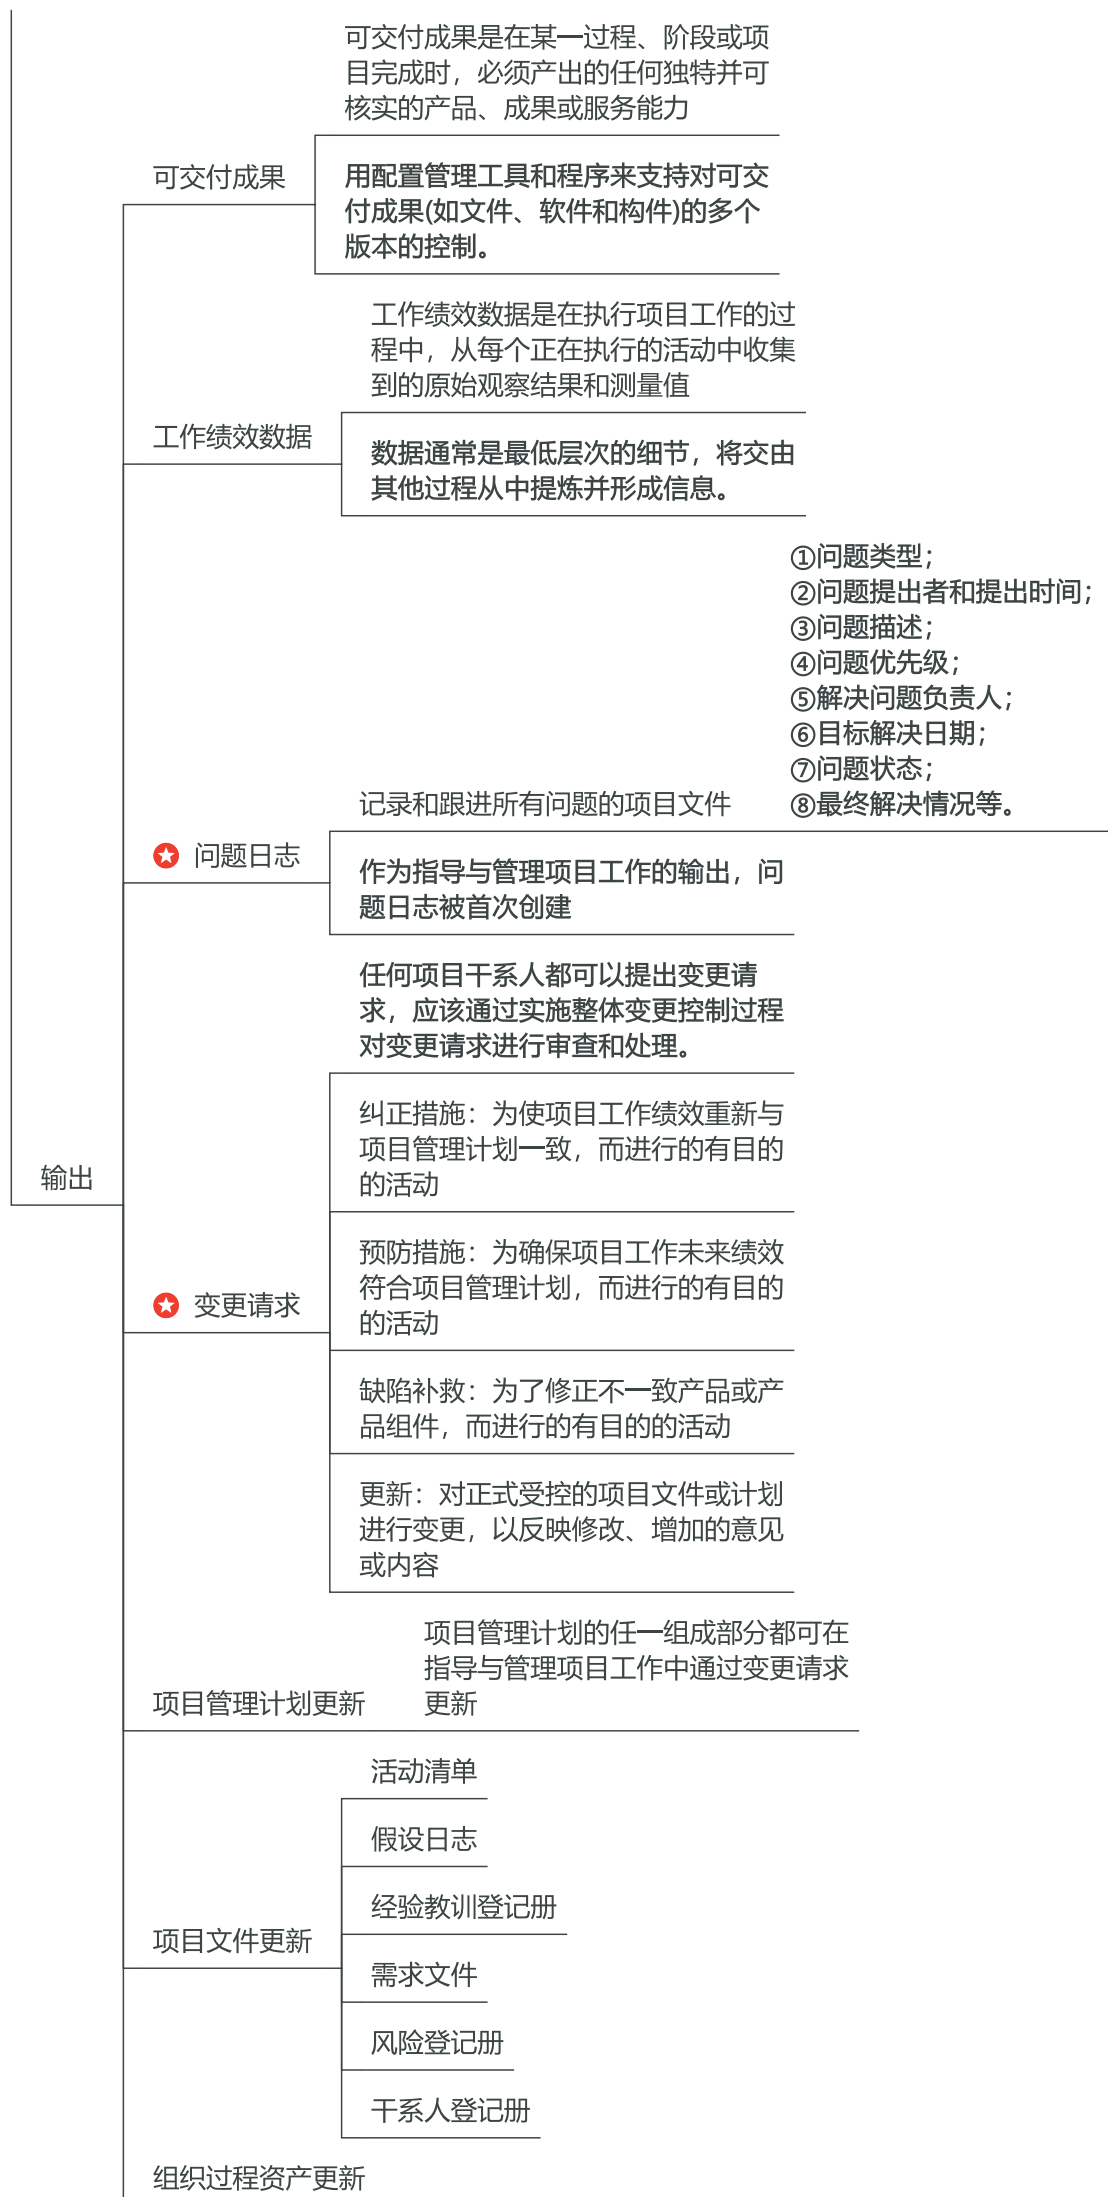 可交付成果是在某一过程、阶段或项
目完成时，必须产出的任何独特并可
核实的产品、成果或服务能力
可交付成果
用配置管理工具和程序来支持对可交
付成果(如文件、软件和构件)的多个
版本的控制。
工作绩效数据是在执行项目工作的过
程中，从每个正在执行的活动中收集
到的原始观察结果和测量值
工作绩效数据
数据通常是最低层次的细节，将交由
其他过程从中提炼并形成信息。
①问题类型；
②问题提出者和提出时间；
③问题描述；
④问题优先级；
⑤解决问题负责人；
⑥目标解决日期；
⑦问题状态；
⑧最终解决情况等。
记录和跟进所有问题的项目文件
问题日志
作为指导与管理项目工作的输出，问
题日志被首次创建
任何项目干系人都可以提出变更请
求，应该通过实施整体变更控制过程
对变更请求进行审查和处理。
纠正措施：为使项目工作绩效重新与
项目管理计划一致，而进行的有目的
的活动
输出
预防措施：为确保项目工作未来绩效
符合项目管理计划，而进行的有目的
的活动
变更请求
缺陷补救：为了修正不一致产品或产
品组件，而进行的有目的的活动
更新：对正式受控的项目文件或计划
进行变更，以反映修改、增加的意见
或内容
项目管理计划的任一组成部分都可在
指导与管理项目工作中通过变更请求
更新
项目管理计划更新
活动清单
假设日志
经验教训登记册
项目文件更新
需求文件
风险登记册
干系人登记册
组织过程资产更新